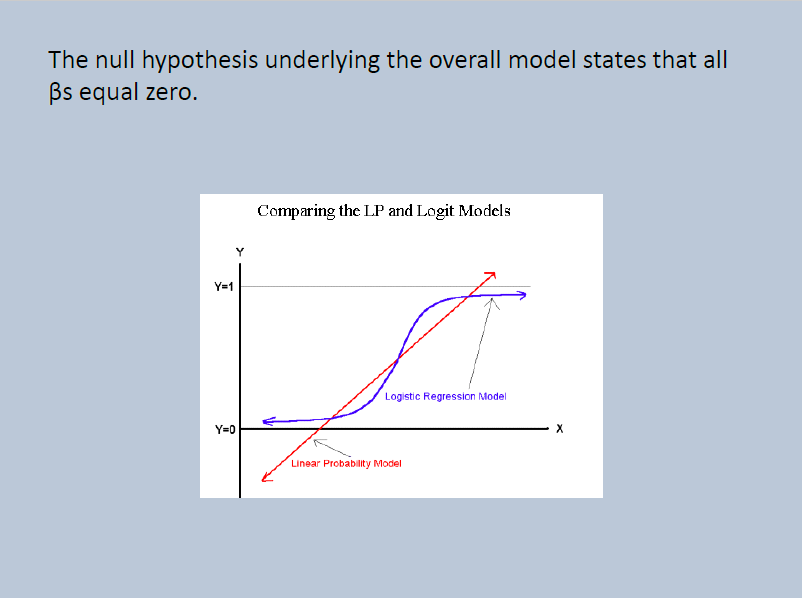 The null hypothesis underlying the overall model states that all
βs equal zero.
Comparing the LP and Logit Models
Y
Y=1
Logistic Regression Model
Y=0
X
Linear Probability Model